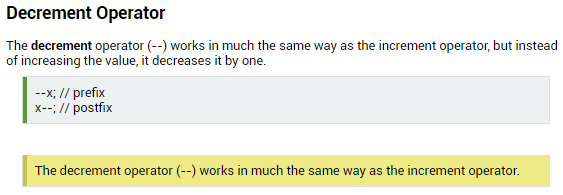 Decrement Operator
The decrement operator (--) works in much the same way as the increment operator, but instead
of increasing the value, it decreases it by one.
--x; // prefix
x--; // postfix
The decrement operator (--) works in much the same way as the increment operator.